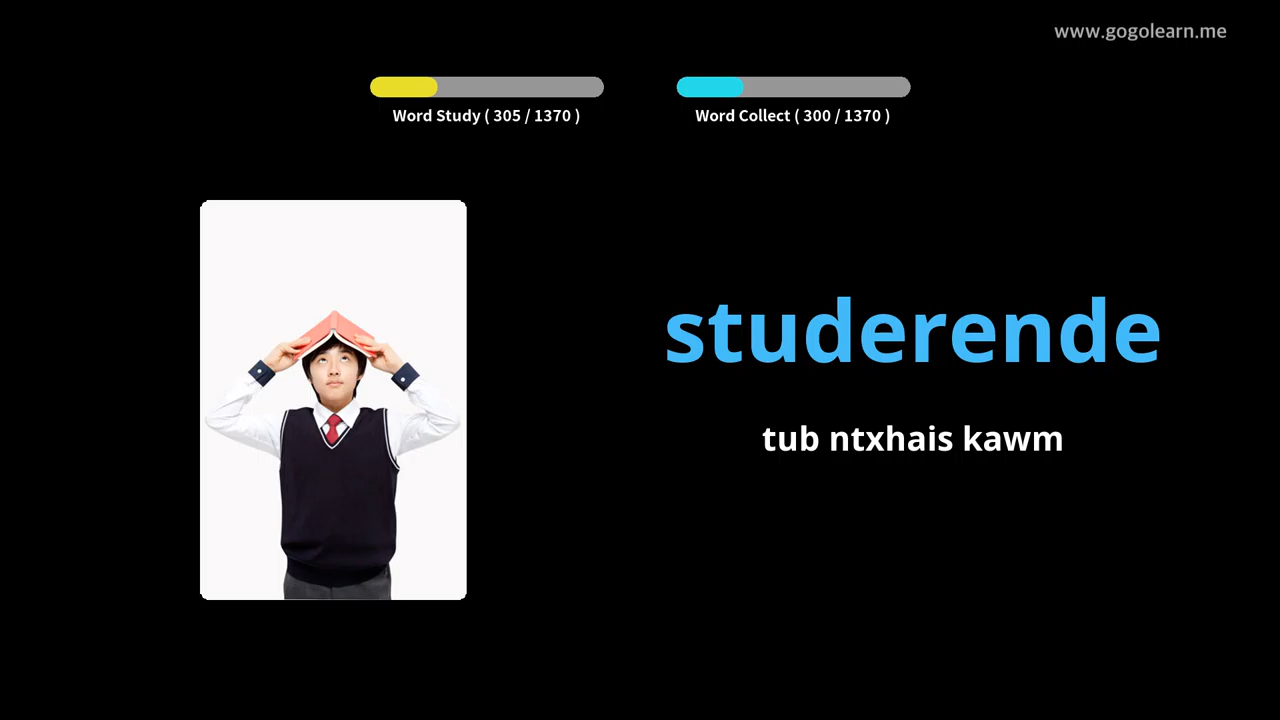 www.gogolearn.me
Word Study ( 305 / 1370 )
Word Collect ( 300 / 1370 )
studerende
tub ntxhais kawm